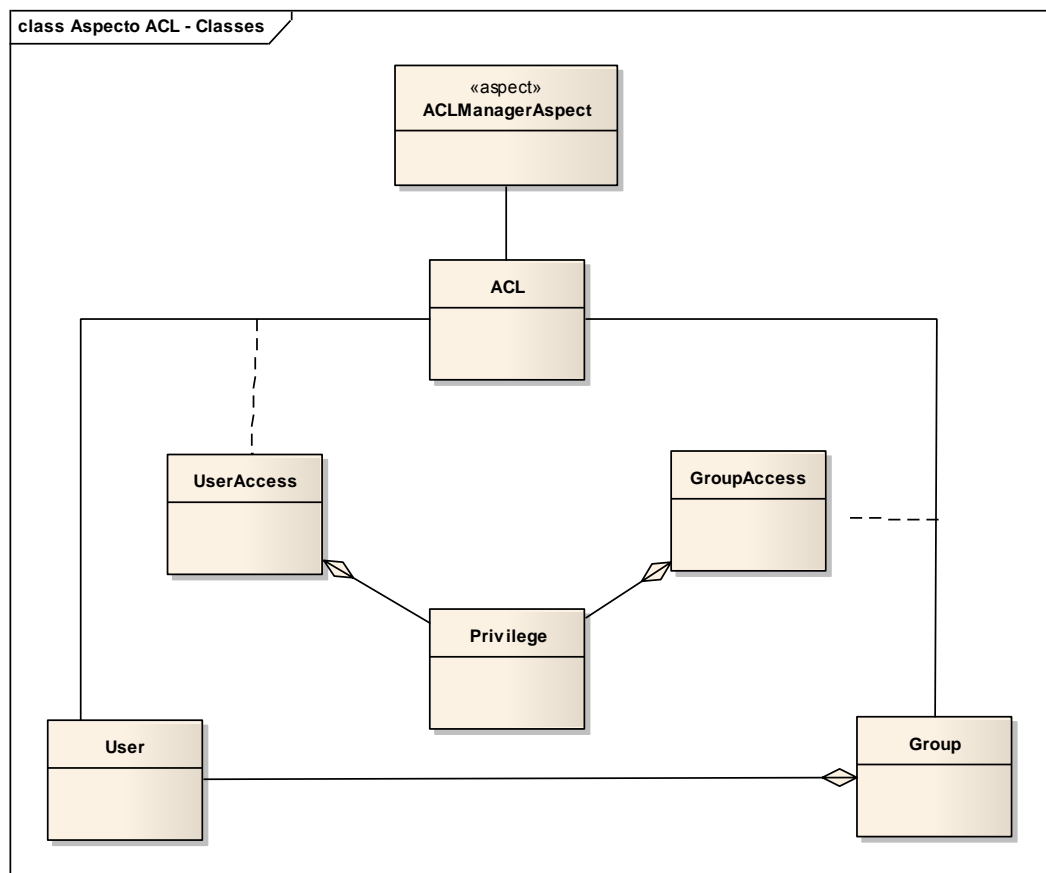 class Aspecto ACL - Classes
«aspect»
ACLManagerAspect
ACL
UserAccess
GroupAccess
Privilege
User
Group